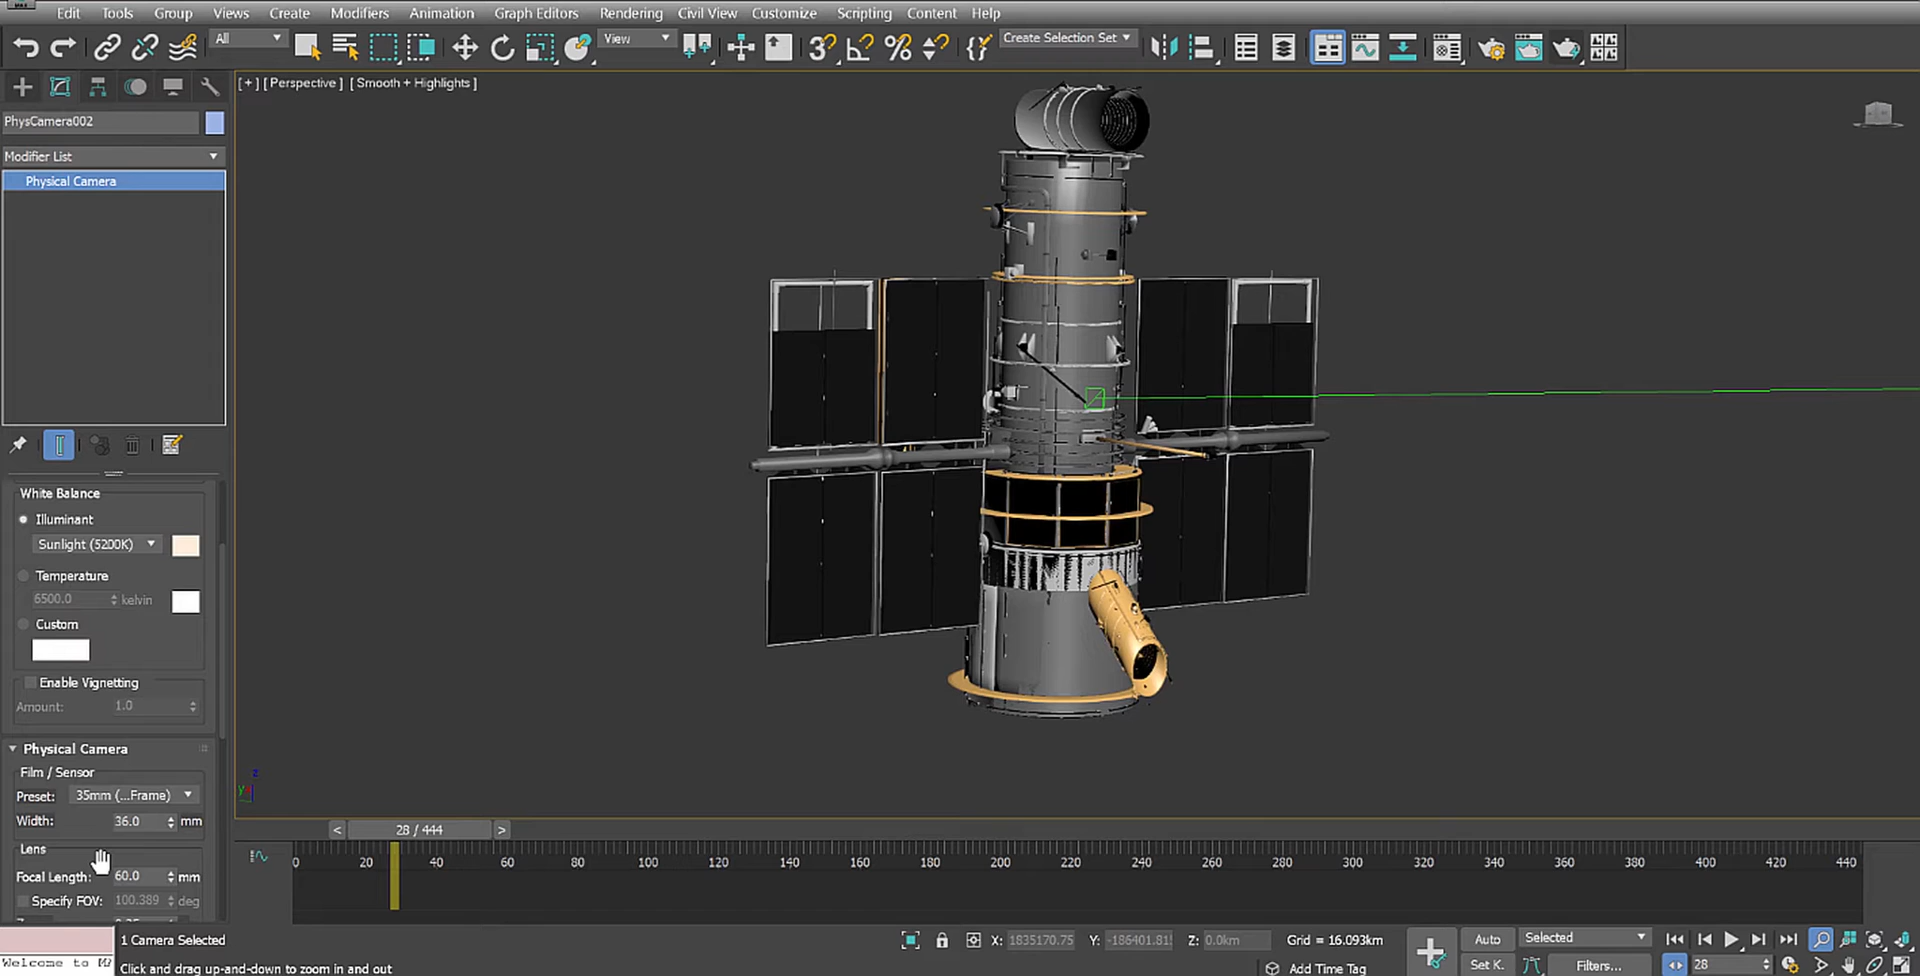 Edit Tools Group Views Create Modifiers Animation Graph Editors Rendering Civil View Customize Scripting Content Help
All View Create Selection Set
[ + ] [ Perspective ] [ Smooth + Highlights ]
PhysCamera002
Modifier List
Physical Camera
White Balance
Illuminant
Sunlight (5200K)
Temperature
6500.0 kelvin
Custom
Enable Vignetting
Amount: 1.0
Physical Camera
Film / Sensor
Preset: 35mm (...Frame)
Width: 36.0 mm
Lens
Focal Length: 60.0 mm
Specify FOV: 100.389 deg
z
y
< 28 / 444 >
0 20 40 60 80 100 120 140 160 180 200 220 240 260 280 300 320 340 360 380 400 420 440
1 Camera Selected X: 1835170.75 Y: -186401.81 Z: 0.0km Grid = 16.093km Auto Selected
Welcome to M Click and drag up-and-down to zoom in and out Add Time Tag Set K. Filters... 28